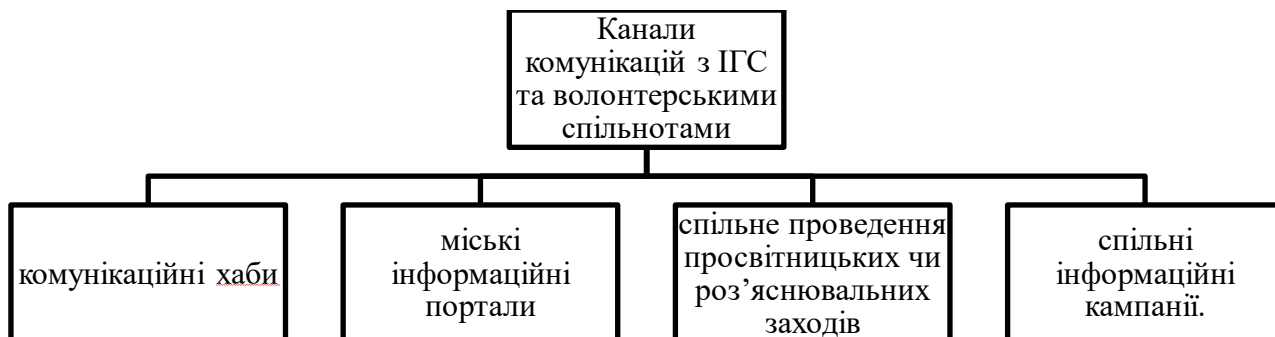 Канали
комунікацій з ІГС
та волонтерськими
спільнотами
комунікаційні хаби
міські
інформаційні
портали
спільне проведення
просвітницьких чи
роз’яснювальних
заходів
спільні
інформаційні
кампанії.